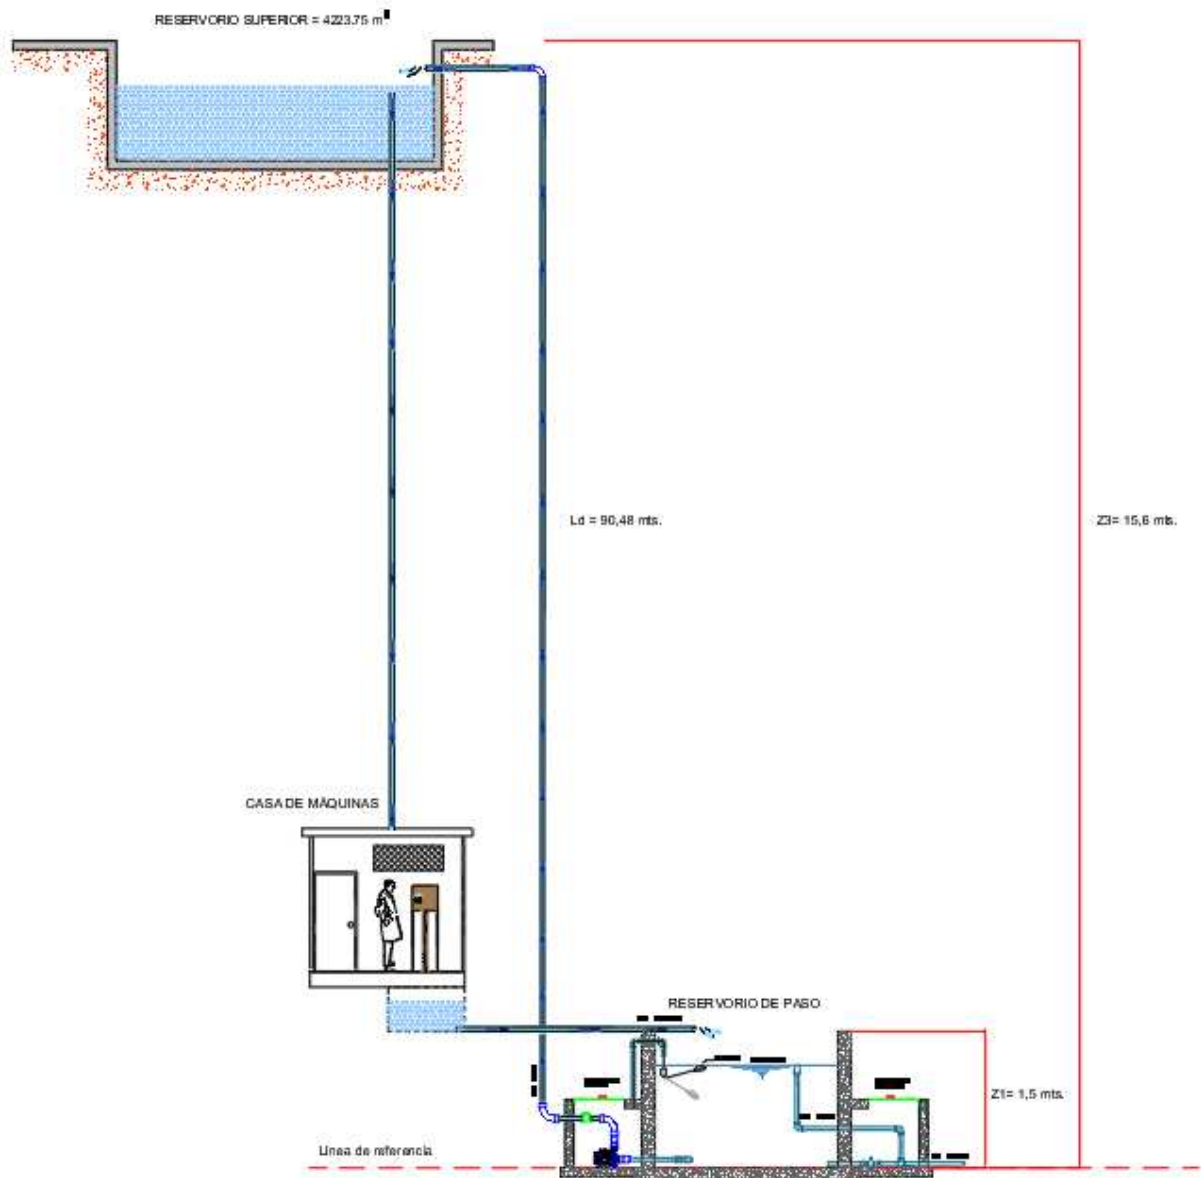 RESERVORIO SUPERIOR = 4223.75 m
Ld = 90,48 mts.
Z3= 15,6 mts.
CASA DE MÁQUINAS
RESERVORIO DE PASO
Z1= 1,5 mts.
Linea de referencia